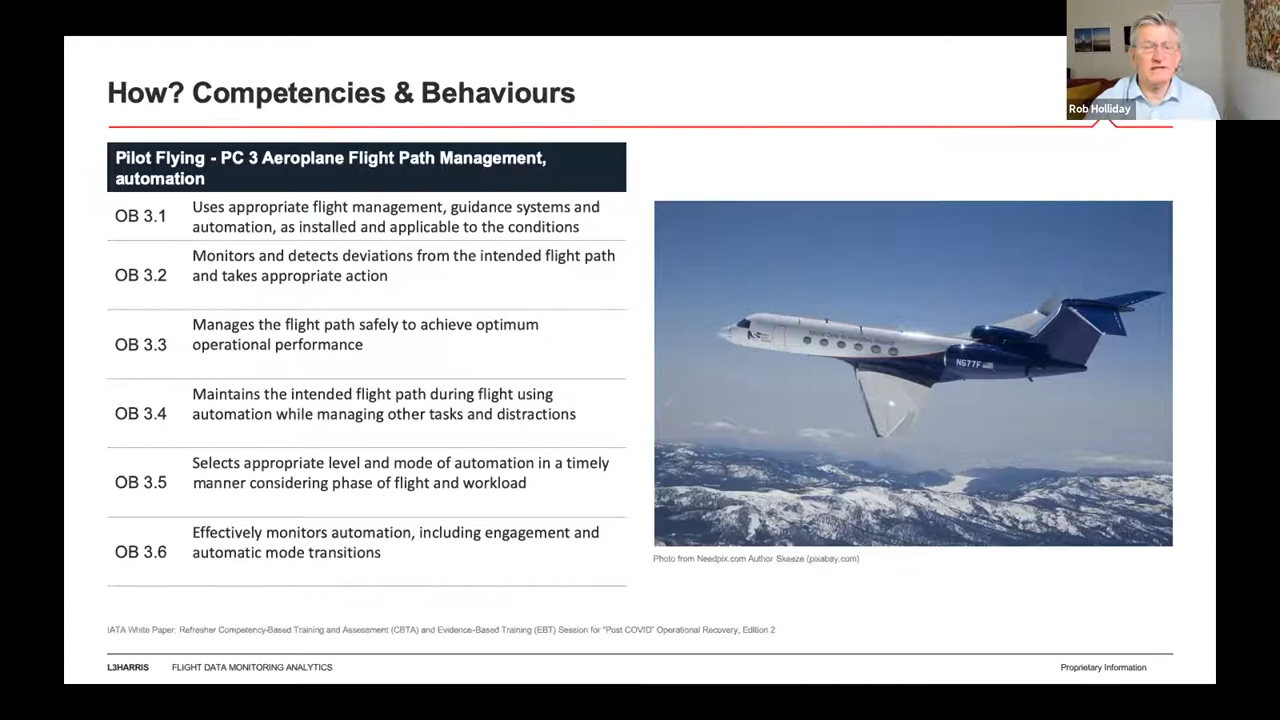 How? Competencies & Behaviours
Rob Holliday
Pilot Flying - PC 3 Aeroplane Flight Path Management,
automation
OB 3.1
Uses appropriate flight management, guidance systems and
automation, as installed and applicable to the conditions
OB 3.2
Monitors and detects deviations from the intended flight path
and takes appropriate action
OB 3.3
Manages the flight path safely to achieve optimum
operational performance
OB 3.4
Maintains the intended flight path during flight using
automation while managing other tasks and distractions
OB 3.5
Selects appropriate level and mode of automation in a timely
manner considering phase of flight and workload
OB 3.6
Effectively monitors automation, including engagement and
automatic mode transitions
N677F
Photo from Needpix.com Author Skeeze (pixabay.com)
IATA White Paper: Refresher Competency-Based Training and Assessment (CBTA) and Evidence-Based Training (EBT) Session for "Post COVID" Operational Recovery, Edition 2
L3HARRIS FLIGHT DATA MONITORING ANALYTICS
Proprietary Information